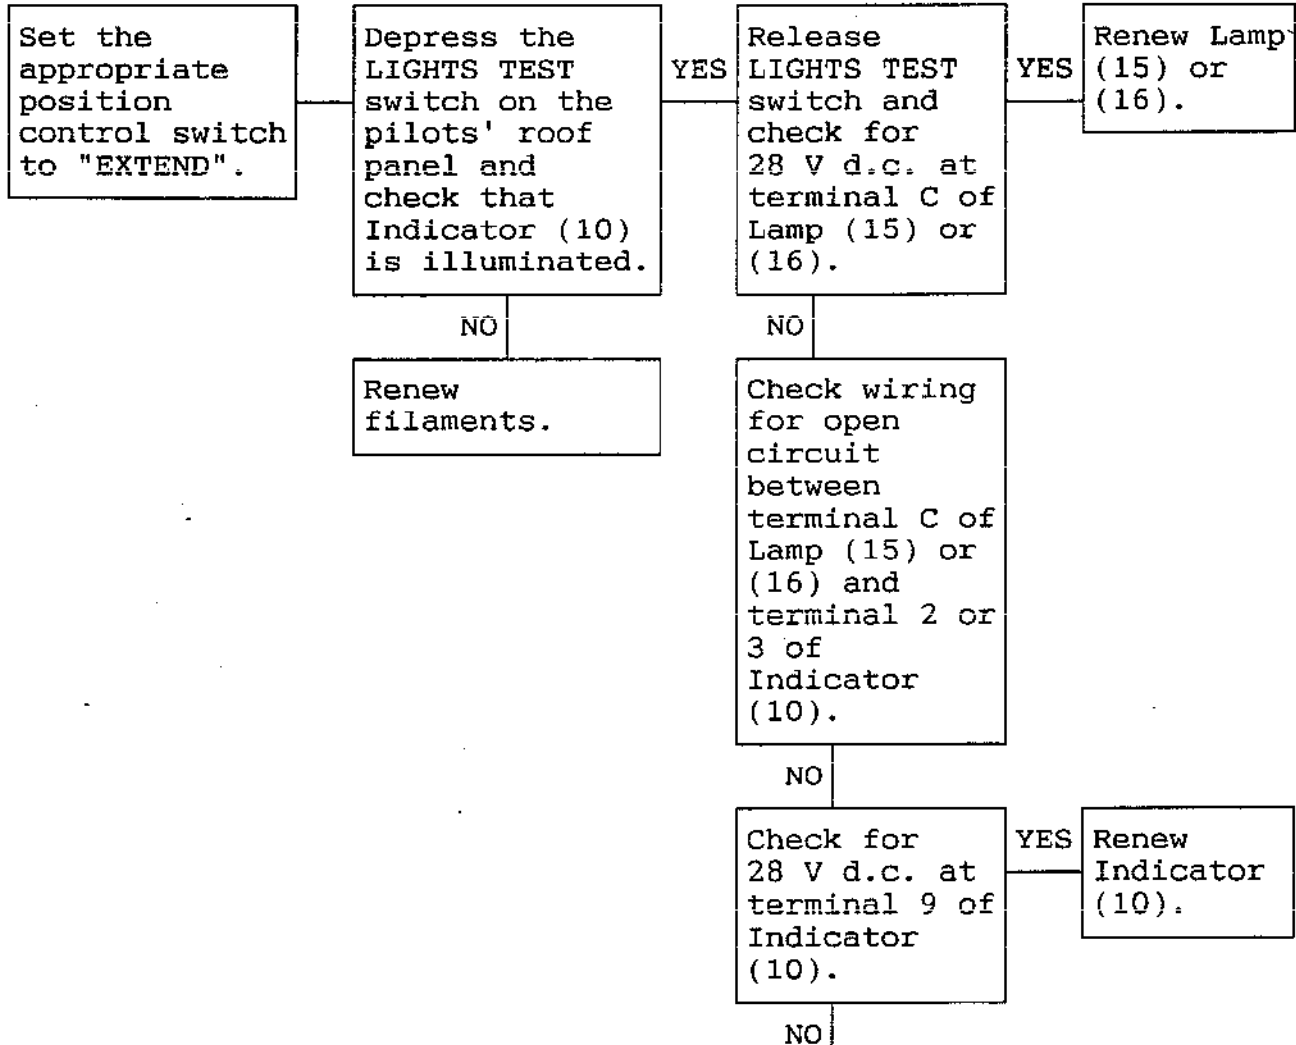 Set the
appropriate
position
control switch
to "EXTEND".
Depress the
LIGHTS TEST
switch on the
pilots' roof
panel and
check that
Indicator (10)
is illuminated.
YES
Release
LIGHTS TEST
switch and
check for
28 V d.c. at
terminal C of
Lamp (15) or
(16).
YES
Renew Lamp
(15) or
(16).
NO
NO
Renew
filaments.
Check wiring
for open
circuit
between
terminal C of
Lamp (15) or
(16) and
terminal 2 or
3 of
Indicator
(10).
NO
Check for
28 V d.c. at
terminal 9 of
Indicator
(10).
YES
Renew
Indicator
(10).
NO